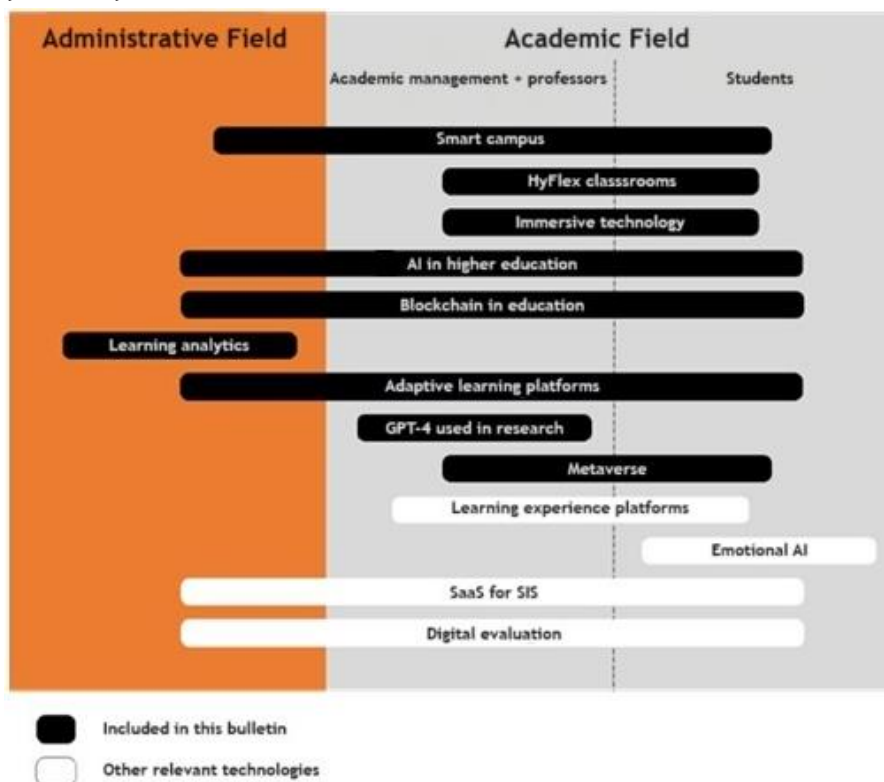 Administrative Field
Academic Field
Academic management + professors
Students
Smart campus
HyFlex classsrooms
Immersive technology
AI in higher education
Blockchain in education
Learning analytics
Adaptive learning platforms
GPT-4 used in research
Metaverse
Learning experience platforms
Emotional AI
SaaS for SIS
Digital evaluation
Included in this bulletin
Other relevant technologies